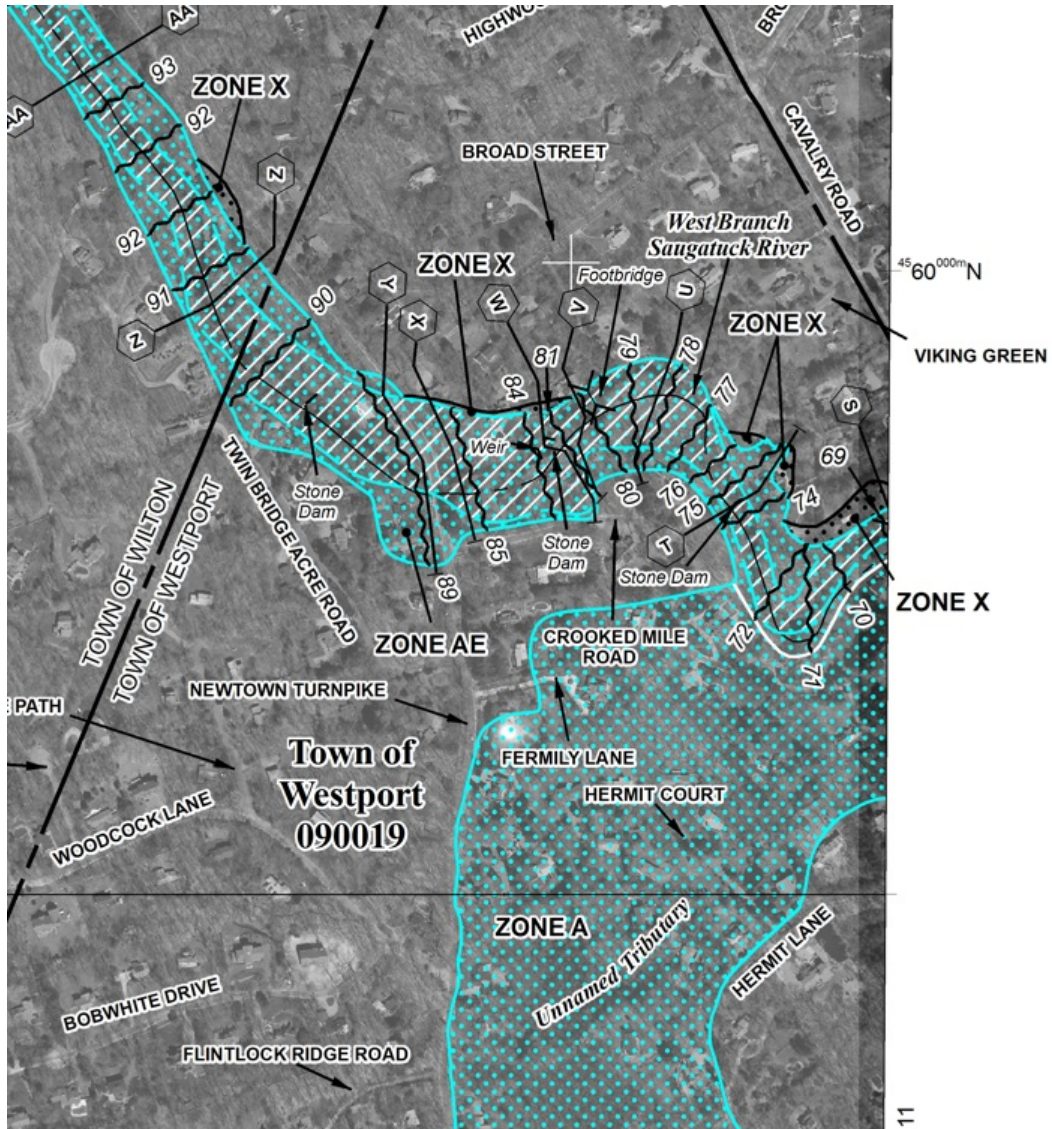 HIGHWO
BRO
AA
93
ZONE X
92
AA
CAVALRY ROAD
BROAD STREET
Z
West Branch
Saugatuck River
92
ZONE X
Footbridge
45 60 000m N
91
90
Y
X
W
V
U
ZONE X
Z
81
79
78
77
VIKING GREEN
84
S
69
Weir
TWIN BRIDGE ACRE ROAD
Stone
Dam
80
76
75
74
TOWN OF WILTON
TOWN OF WESTPORT
85
Stone
Dam
T
Stone Dam
89
ZONE X
ZONE AE
CROOKED MILE
ROAD
72
70
71
NEWTOWN TURNPIKE
E PATH
Town of
Westport
090019
FERMILY LANE
HERMIT COURT
WOODCOCK LANE
ZONE A
Unnamed Tributary
HERMIT LANE
BOBWHITE DRIVE
FLINTLOCK RIDGE ROAD
11